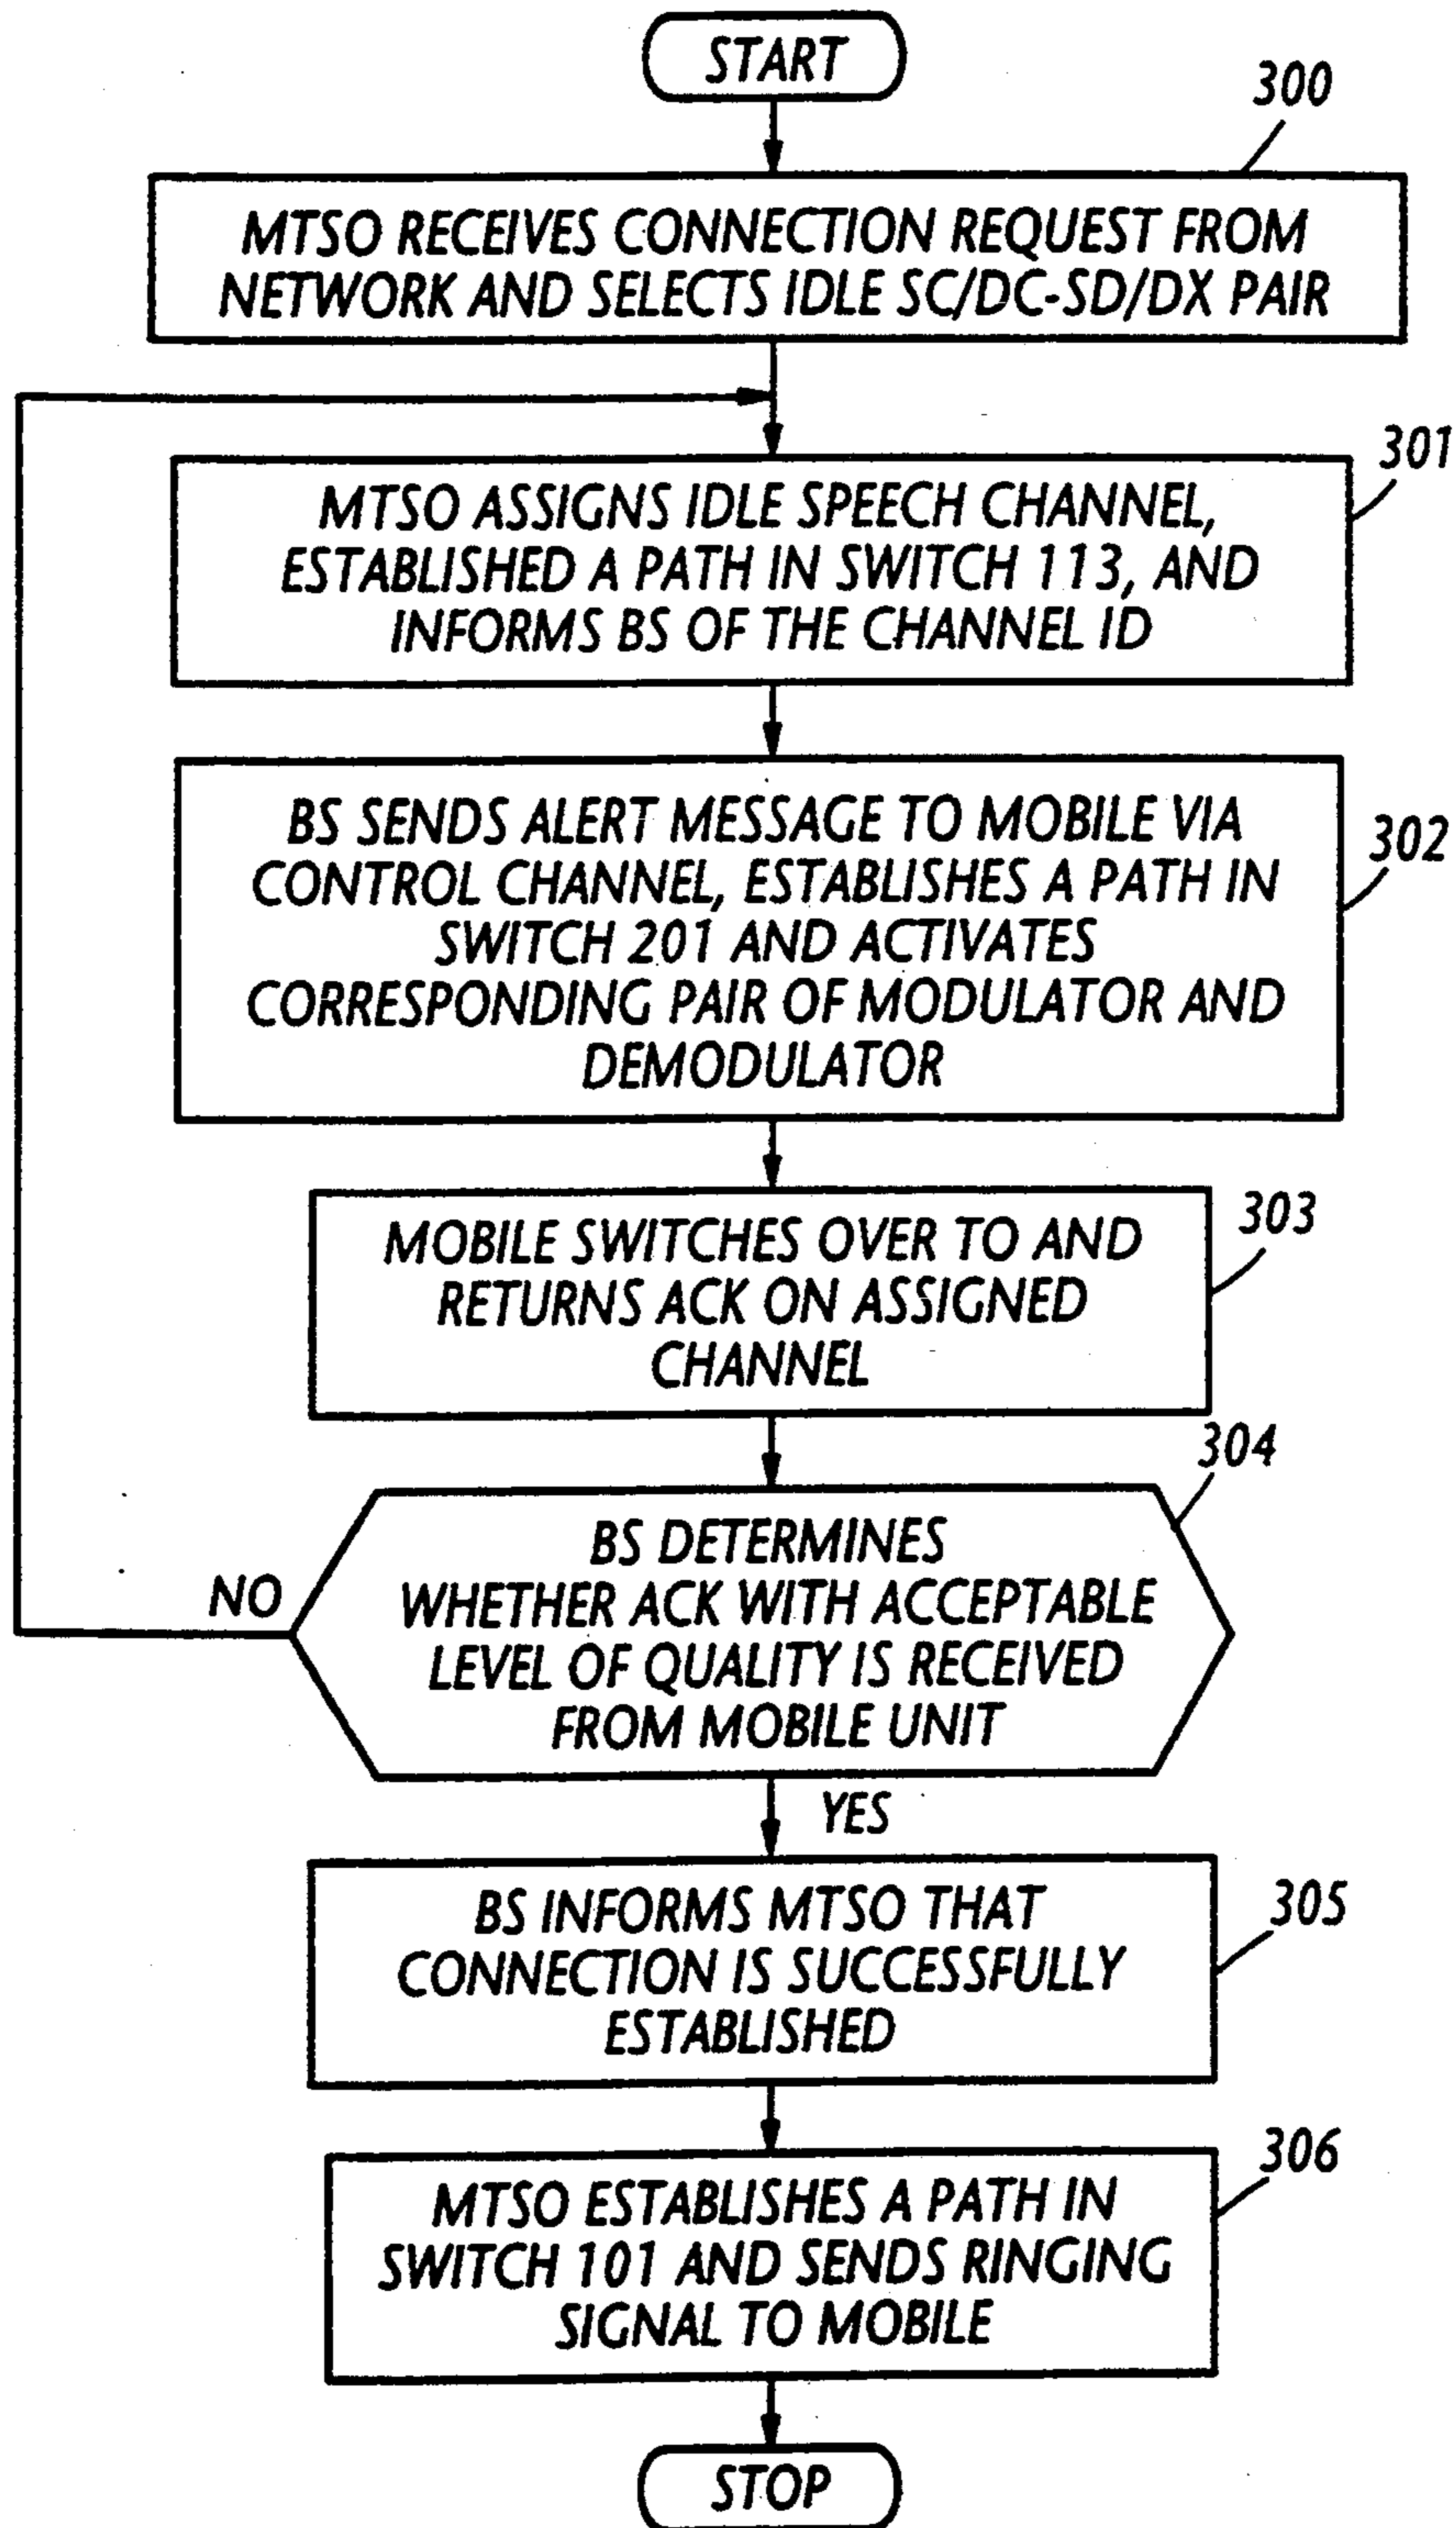 START
300
MTSO RECEIVES CONNECTION REQUEST FROM
NETWORK AND SELECTS IDLE SC/DC-SD/DX PAIR
301
MTSO ASSIGNS IDLE SPEECH CHANNEL,
ESTABLISHED A PATH IN SWITCH 113, AND
INFORMS BS OF THE CHANNEL ID
302
BS SENDS ALERT MESSAGE TO MOBILE VIA
CONTROL CHANNEL, ESTABLISHES A PATH IN
SWITCH 201 AND ACTIVATES
CORRESPONDING PAIR OF MODULATOR AND
DEMODULATOR
303
MOBILE SWITCHES OVER TO AND
RETURNS ACK ON ASSIGNED
CHANNEL
304
BS DETERMINES
WHETHER ACK WITH ACCEPTABLE
LEVEL OF QUALITY IS RECEIVED
FROM MOBILE UNIT
NO
YES
305
BS INFORMS MTSO THAT
CONNECTION IS SUCCESSFULLY
ESTABLISHED
306
MTSO ESTABLISHES A PATH IN
SWITCH 101 AND SENDS RINGING
SIGNAL TO MOBILE
STOP